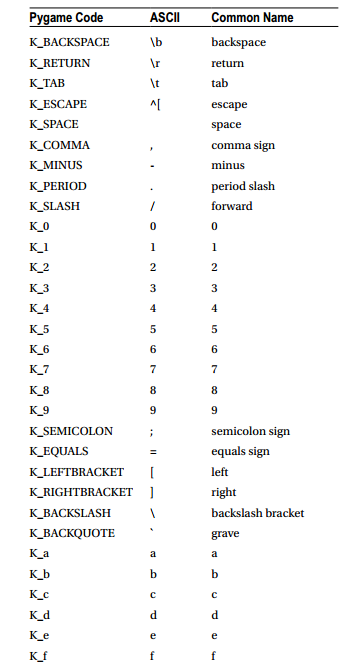 Pygame Code ASCII Common Name
K_BACKSPACE \b backspace
K_RETURN \r return
K_TAB \t tab
K_ESCAPE ^[ escape
K_SPACE space
K_COMMA , comma sign
K_MINUS - minus
K_PERIOD . period slash
K_SLASH / forward
K_0 0 0
K_1 1 1
K_2 2 2
K_3 3 3
K_4 4 4
K_5 5 5
K_6 6 6
K_7 7 7
K_8 8 8
K_9 9 9
K_SEMICOLON ; semicolon sign
K_EQUALS = equals sign
K_LEFTBRACKET [ left
K_RIGHTBRACKET ] right
K_BACKSLASH \ backslash bracket
K_BACKQUOTE ` grave
K_a a a
K_b b b
K_c c c
K_d d d
K_e e e
K_f f f